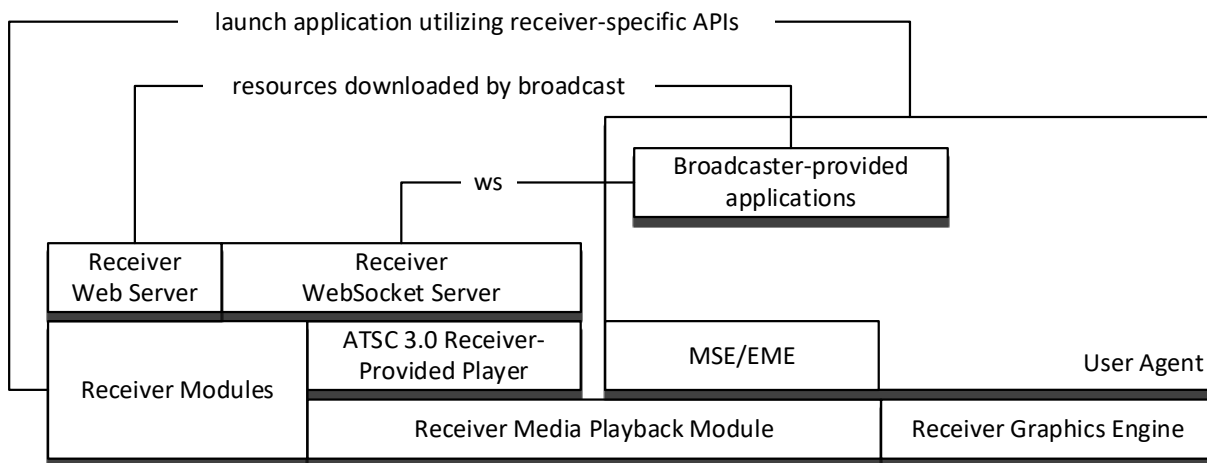 launch application utilizing receiver-specific APIs
resources downloaded by broadcast
Broadcaster-provided
applications
ws
Receiver
Web Server
Receiver
WebSocket Server
ATSC 3.0 Receiver-
Provided Player
MSE/EME
User Agent
Receiver Modules
Receiver Media Playback Module
Receiver Graphics Engine